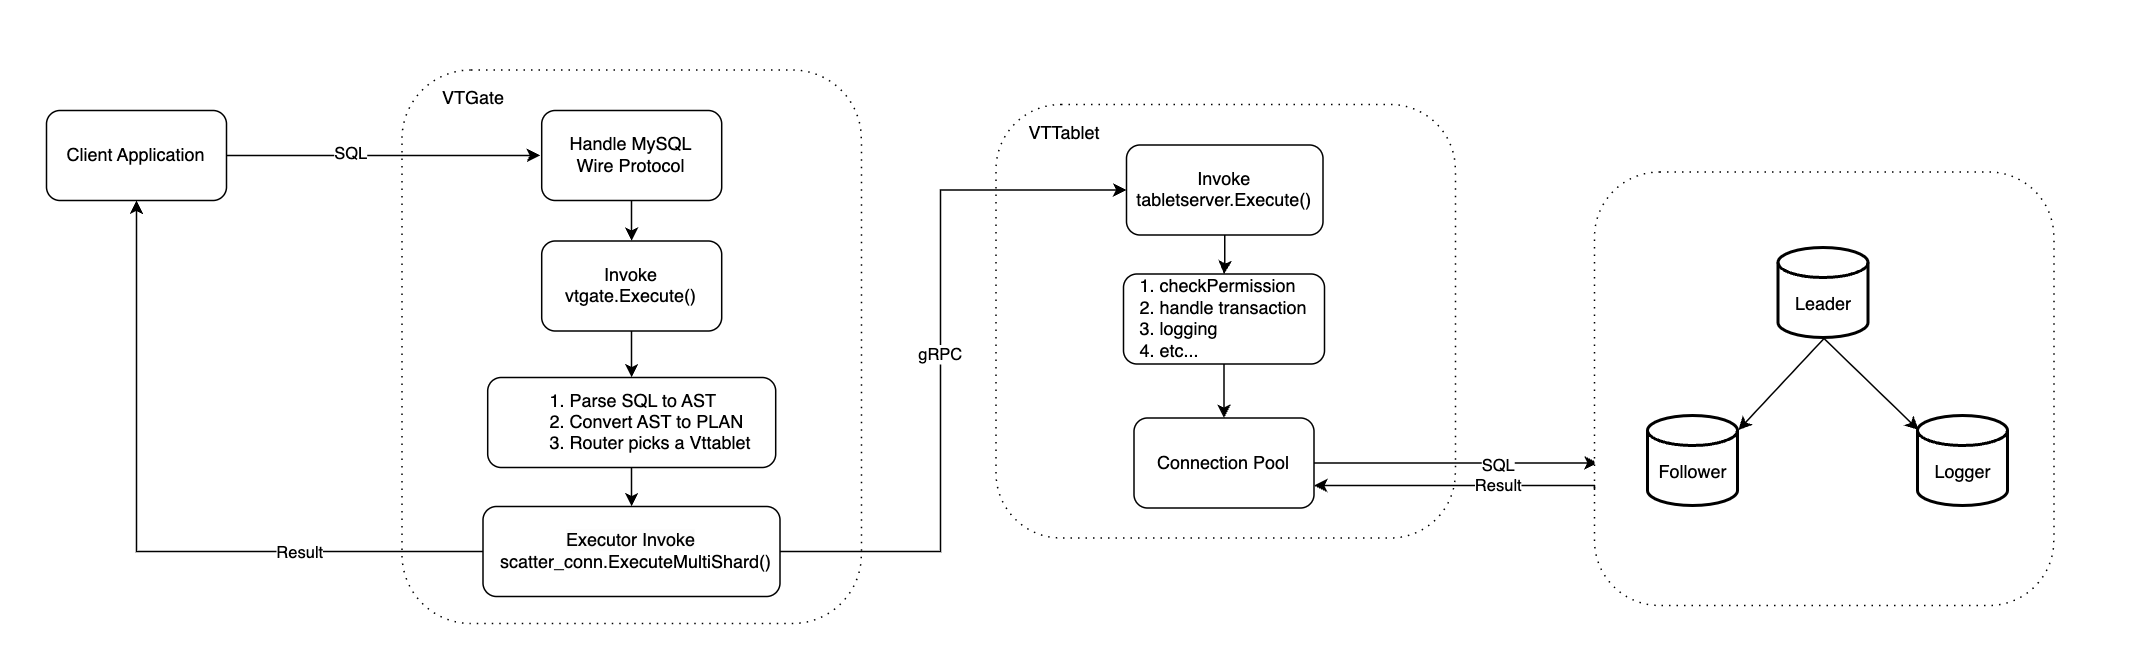 VTGate
Client Application
SQL
Handle MySQL
Wire Protocol
Invoke
vtgate.Execute()
1. Parse SQL to AST
2. Convert AST to PLAN
3. Router picks a Vttablet
Executor Invoke
scatter_conn.ExecuteMultiShard()
Result
gRPC
VTTablet
Invoke
tabletserver.Execute()
1. checkPermission
2. handle transaction
3. logging
4. etc...
Connection Pool
SQL
Result
Leader
Follower
Logger